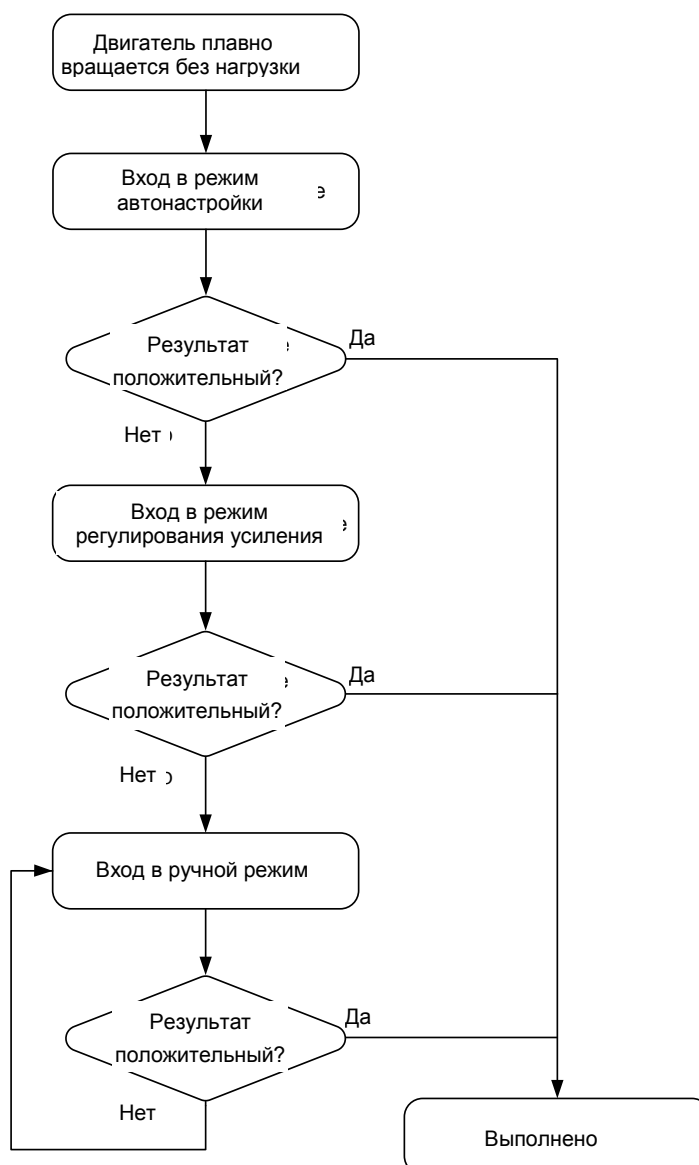 Двигатель плавно
вращается без нагрузки
Вход в режим
автонастройки
Результат
положительный?
Да
Нет
Вход в режим
регулирования усиления
Результат
положительный?
Да
Нет
Вход в ручной режим
Результат
положительный?
Да
Нет
Выполнено